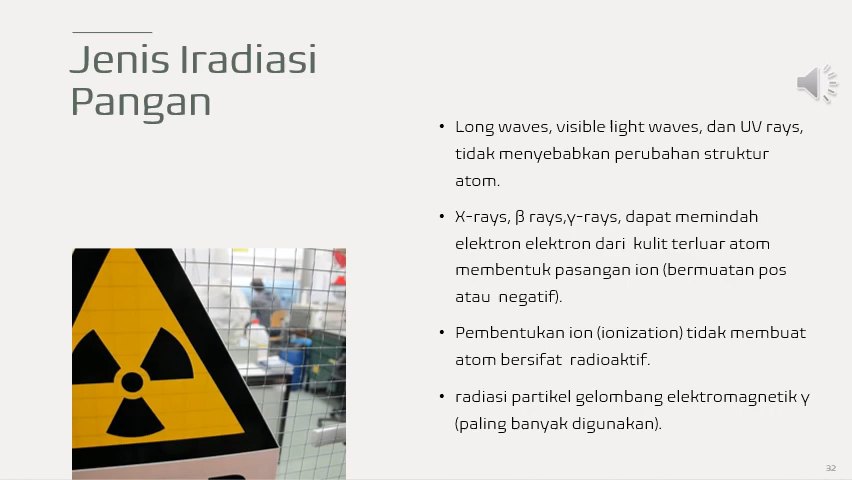 Jenis Iradiasi
Pangan
• Long waves, visible light waves, dan UV rays,
tidak menyebabkan perubahan struktur
atom.
• X-rays, β rays,γ-rays, dapat memindah
elektron elektron dari kulit terluar atom
membentuk pasangan ion (bermuatan pos
atau negatif).
• Pembentukan ion (ionization) tidak membuat
atom bersifat radioaktif.
• radiasi partikel gelombang elektromagnetik γ
(paling banyak digunakan).
32